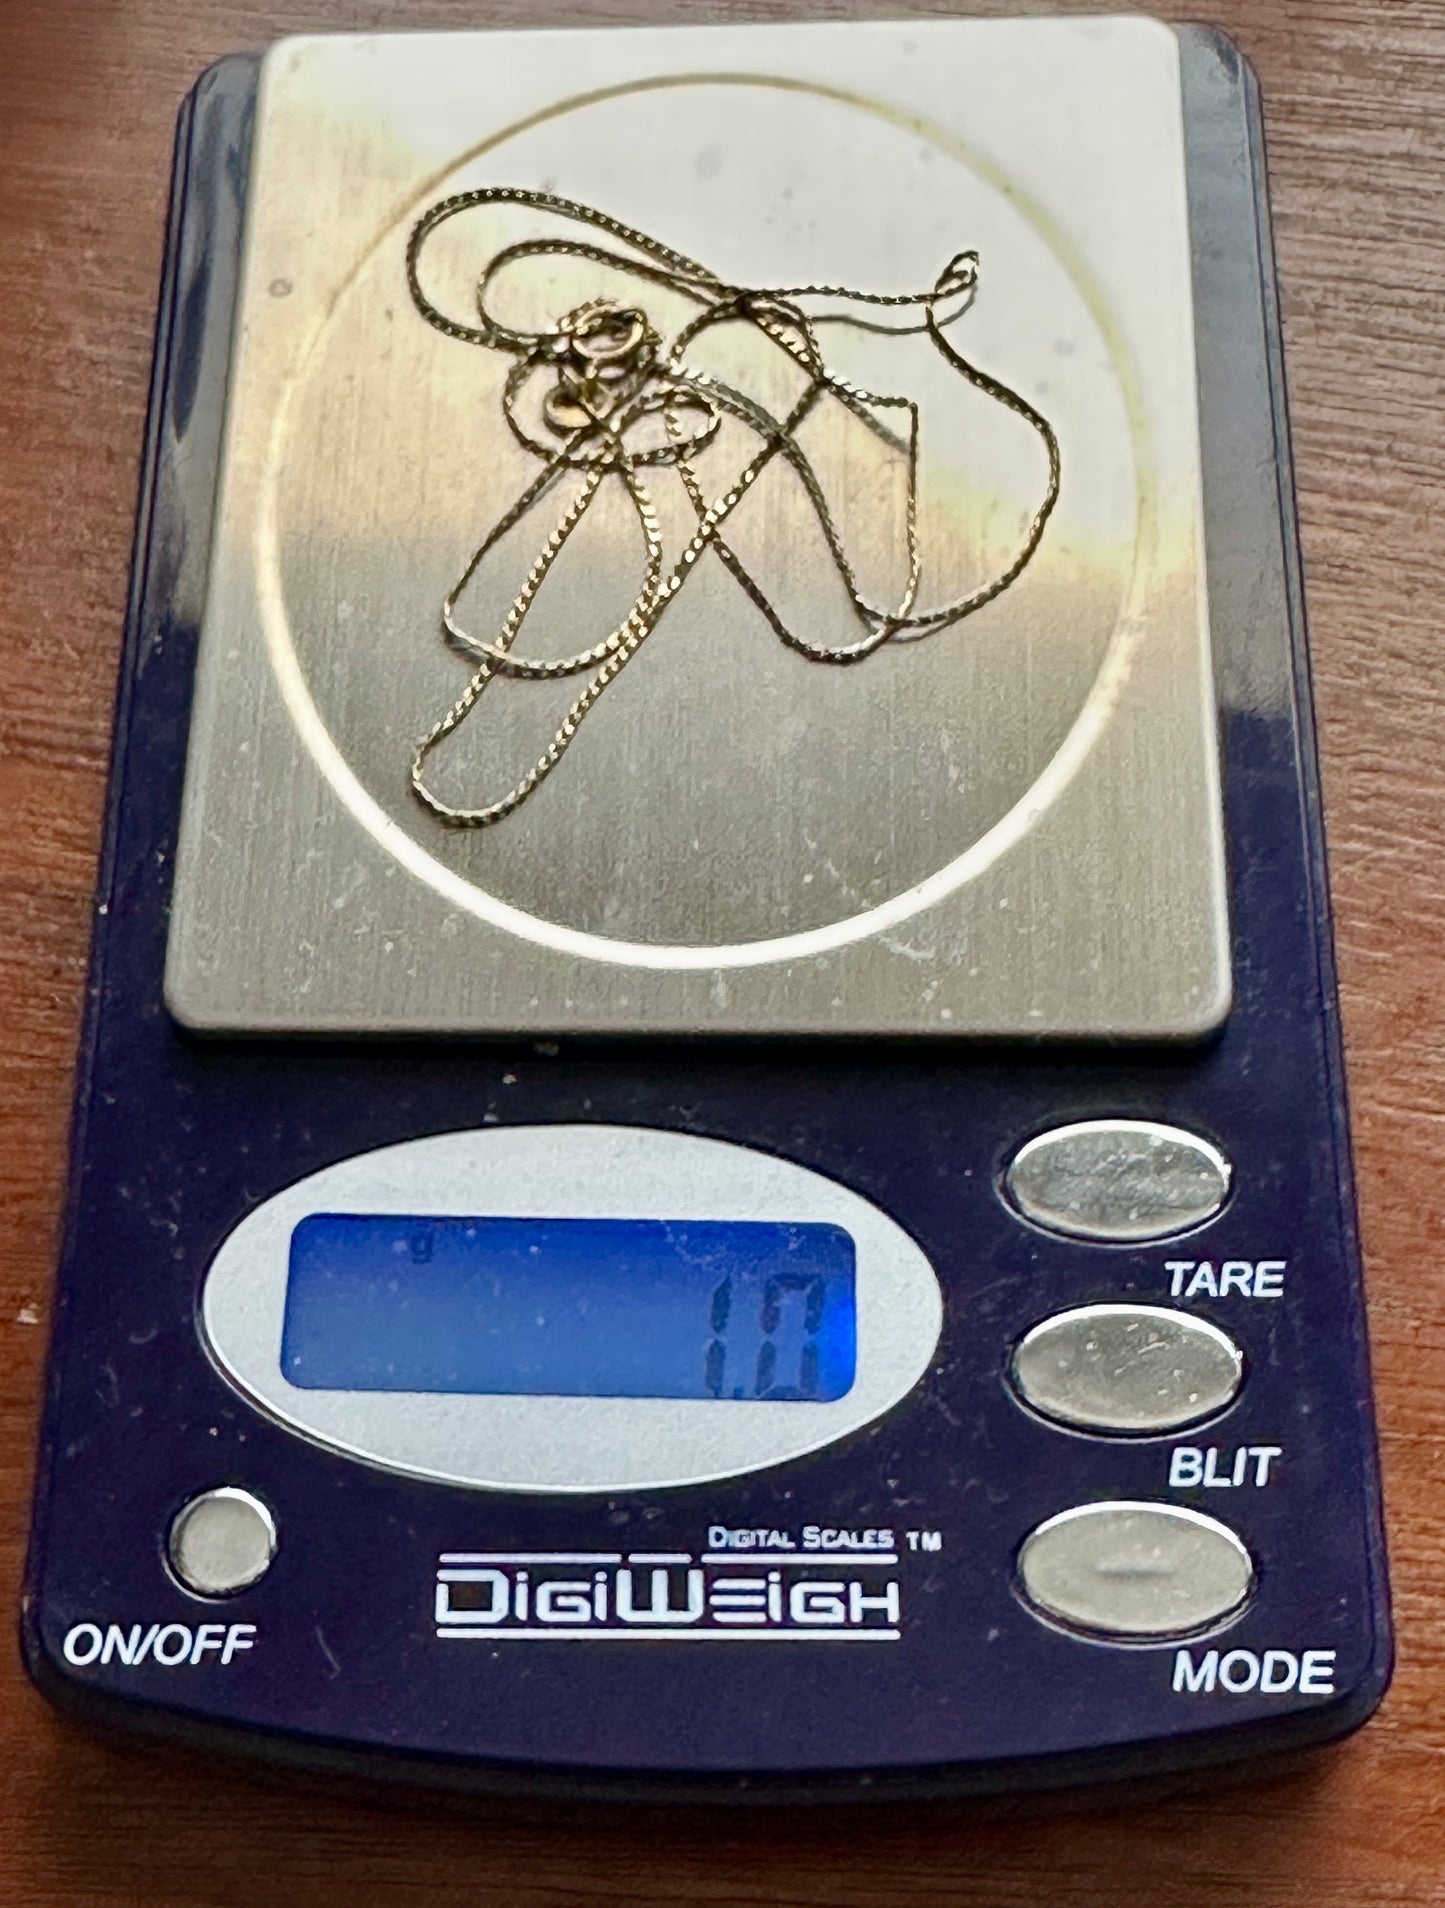 g
1.0
TARE
BLIT
MODE
ON/OFF
DIGITAL SCALES TM
DIGIWEIGH